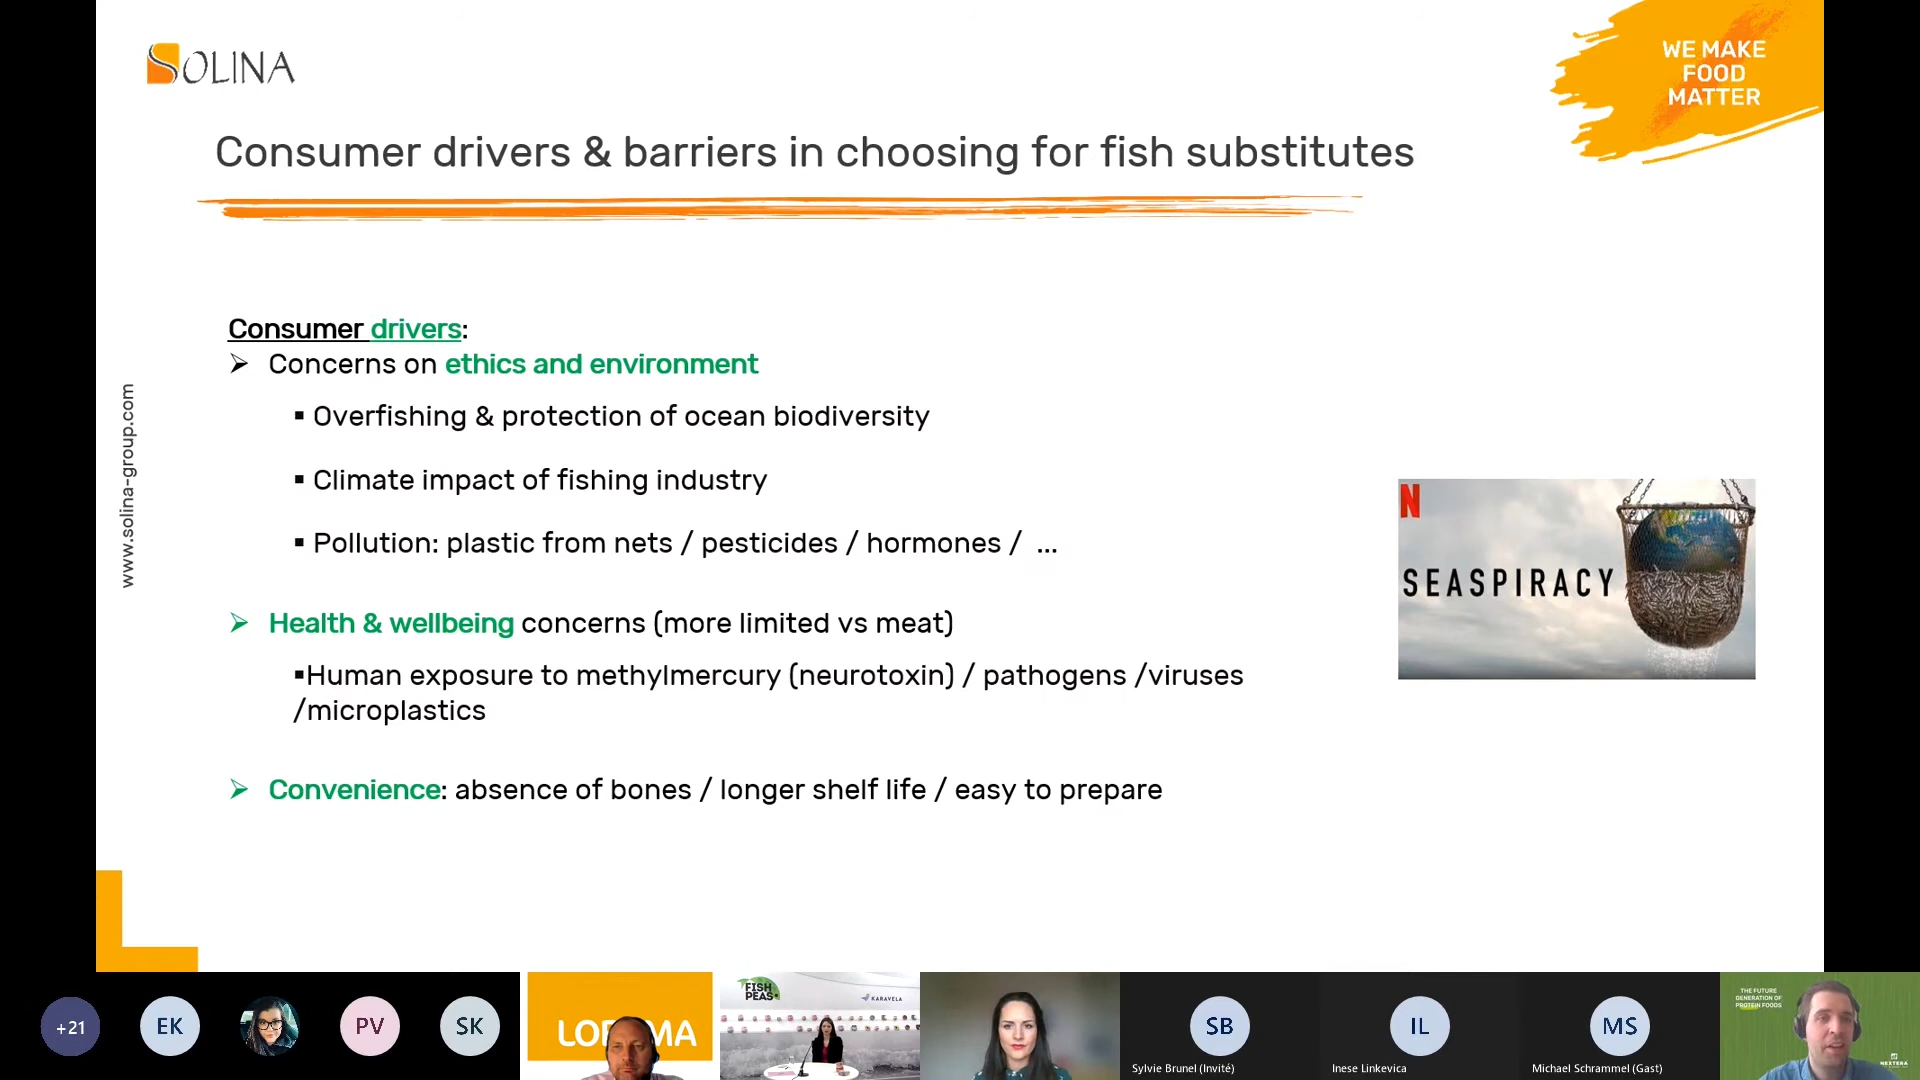 SOLINA
WE MAKE
FOOD
MATTER
Consumer drivers & barriers in choosing for fish substitutes
www.solina-group.com
Consumer drivers:
➢ Concerns on ethics and environment
▪ Overfishing & protection of ocean biodiversity
▪ Climate impact of fishing industry
▪ Pollution: plastic from nets / pesticides / hormones / ...
➢ Health & wellbeing concerns (more limited vs meat)
▪Human exposure to methylmercury (neurotoxin) / pathogens /viruses
/microplastics
➢ Convenience: absence of bones / longer shelf life / easy to prepare
N
SEASPIRACY
+21
EK
PV
SK
LO MA
FISH
PEAS
KARAVELA
SB
Sylvie Brunel (Invité)
IL
Inese Linkevica
MS
Michael Schrammel (Gast)
THE FUTURE
GENERATION OF
PROTEIN FOODS
NEXTERA